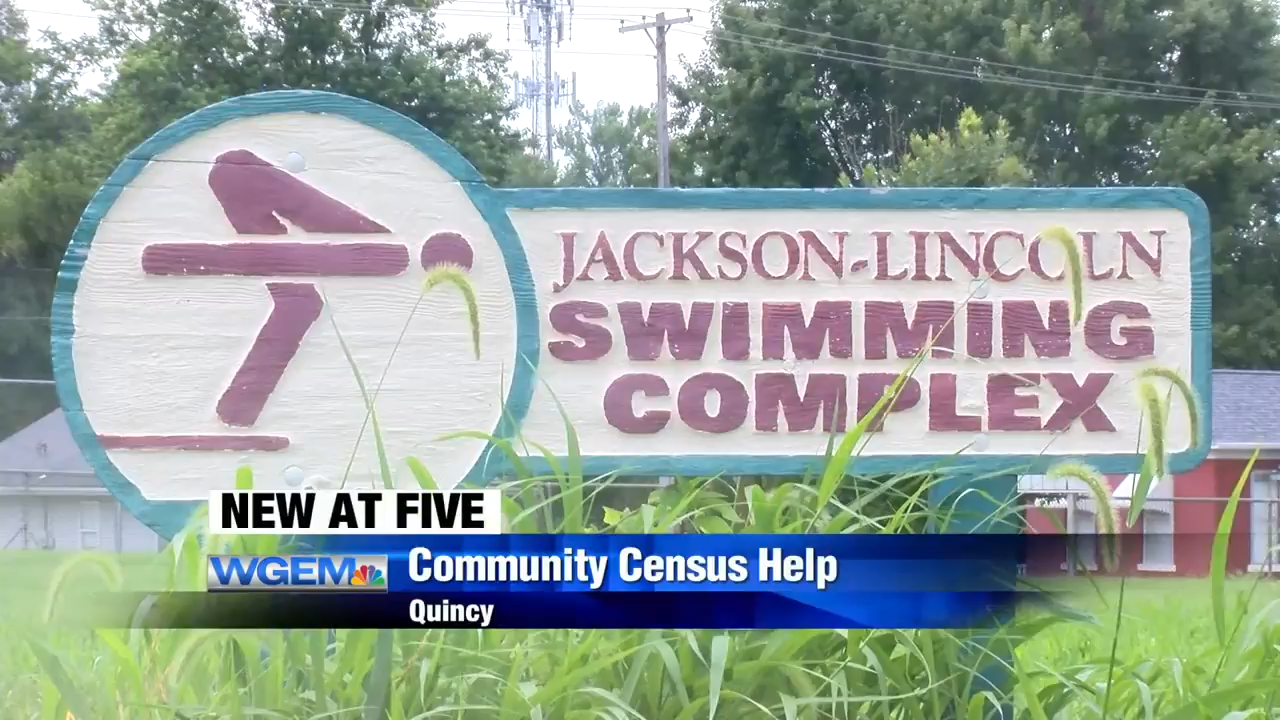 JACKSON-LINCOLN
SWIMMING
COMPLEX
NEW AT FIVE
WGEM
Community Census Help
Quincy